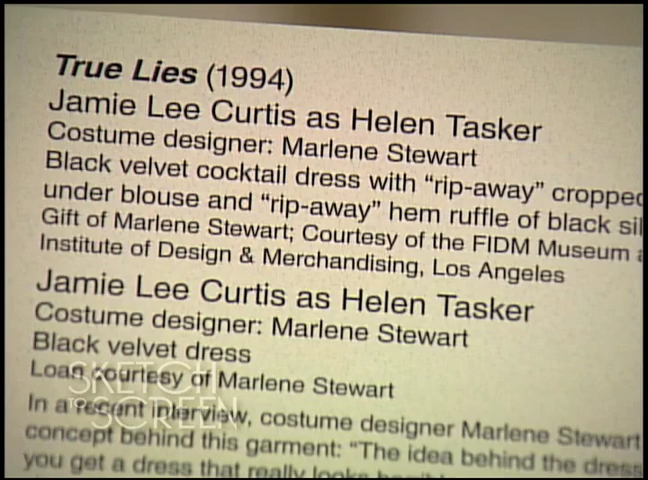 True Lies (1994)
Jamie Lee Curtis as Helen Tasker
Costume designer: Marlene Stewart
Black velvet cocktail dress with “rip-away” cropped
under blouse and “rip-away” hem ruffle of black
Gift of Marlene Stewart; Courtesy of the FIDM Museum
Institute of Design & Merchandising, Los Angeles
Jamie Lee Curtis as Helen Tasker
Costume designer: Marlene Stewart
Black velvet dress
Loan courtesy of Marlene Stewart
In a recent interview, costume designer Marlene Stewart
concept behind this garment: “The idea behind the dress
you get a dress that really looks
SKETCH
TO SCREEN